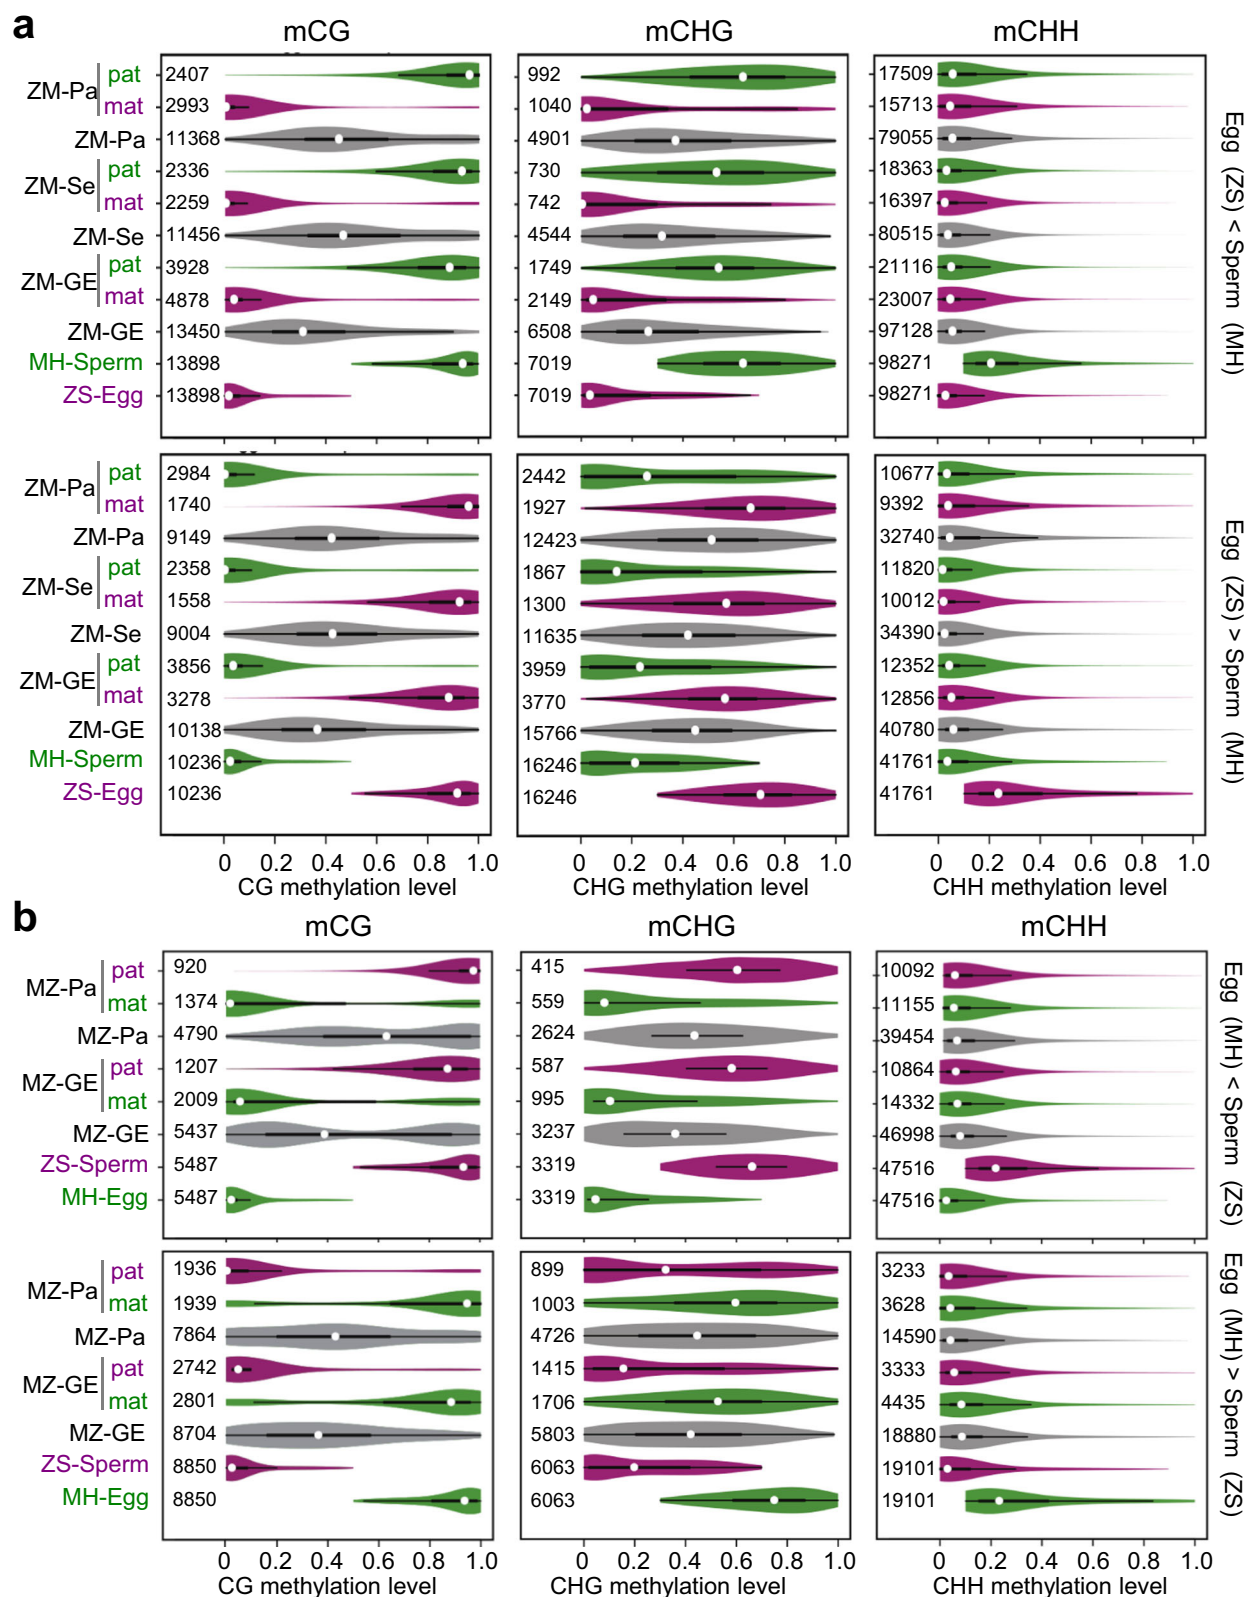 a
mCG mCHG mCHH
ZM-Pa pat 2407 992 17509
mat 2993 1040 15713
ZM-Pa 11368 4901 79055
ZM-Se pat 2336 730 18363
mat 2259 742 16397
ZM-Se 11456 4544 80515
ZM-GE pat 3928 1749 21116
mat 4878 2149 23007
ZM-GE 13450 6508 97128
MH-Sperm 13898 7019 98271
ZS-Egg 13898 7019 98271
Egg (ZS) < Sperm (MH)
ZM-Pa pat 2984 2442 10677
mat 1740 1927 9392
ZM-Pa 9149 12423 32740
ZM-Se pat 2358 1867 11820
mat 1558 1300 10012
ZM-Se 9004 11635 34390
ZM-GE pat 3856 3959 12352
mat 3278 3770 12856
ZM-GE 10138 15766 40780
MH-Sperm 10236 16246 41761
ZS-Egg 10236 16246 41761
Egg (ZS) > Sperm (MH)
0 0.2 0.4 0.6 0.8 1.0 0 0.2 0.4 0.6 0.8 1.0 0 0.2 0.4 0.6 0.8 1.0
CG methylation level CHG methylation level CHH methylation level
b
mCG mCHG mCHH
MZ-Pa pat 920 415 10092
mat 1374 559 11155
MZ-Pa 4790 2624 39454
MZ-GE pat 1207 587 10864
mat 2009 995 14332
MZ-GE 5437 3237 46998
ZS-Sperm 5487 3319 47516
MH-Egg 5487 3319 47516
Egg (MH) < Sperm (ZS)
MZ-Pa pat 1936 899 3233
mat 1939 1003 3628
MZ-Pa 7864 4726 14590
MZ-GE pat 2742 1415 3333
mat 2801 1706 4435
MZ-GE 8704 5803 18880
ZS-Sperm 8850 6063 19101
MH-Egg 8850 6063 19101
Egg (MH) > Sperm (ZS)
0 0.2 0.4 0.6 0.8 1.0 0 0.2 0.4 0.6 0.8 1.0 0 0.2 0.4 0.6 0.8 1.0
CG methylation level CHG methylation level CHH methylation level